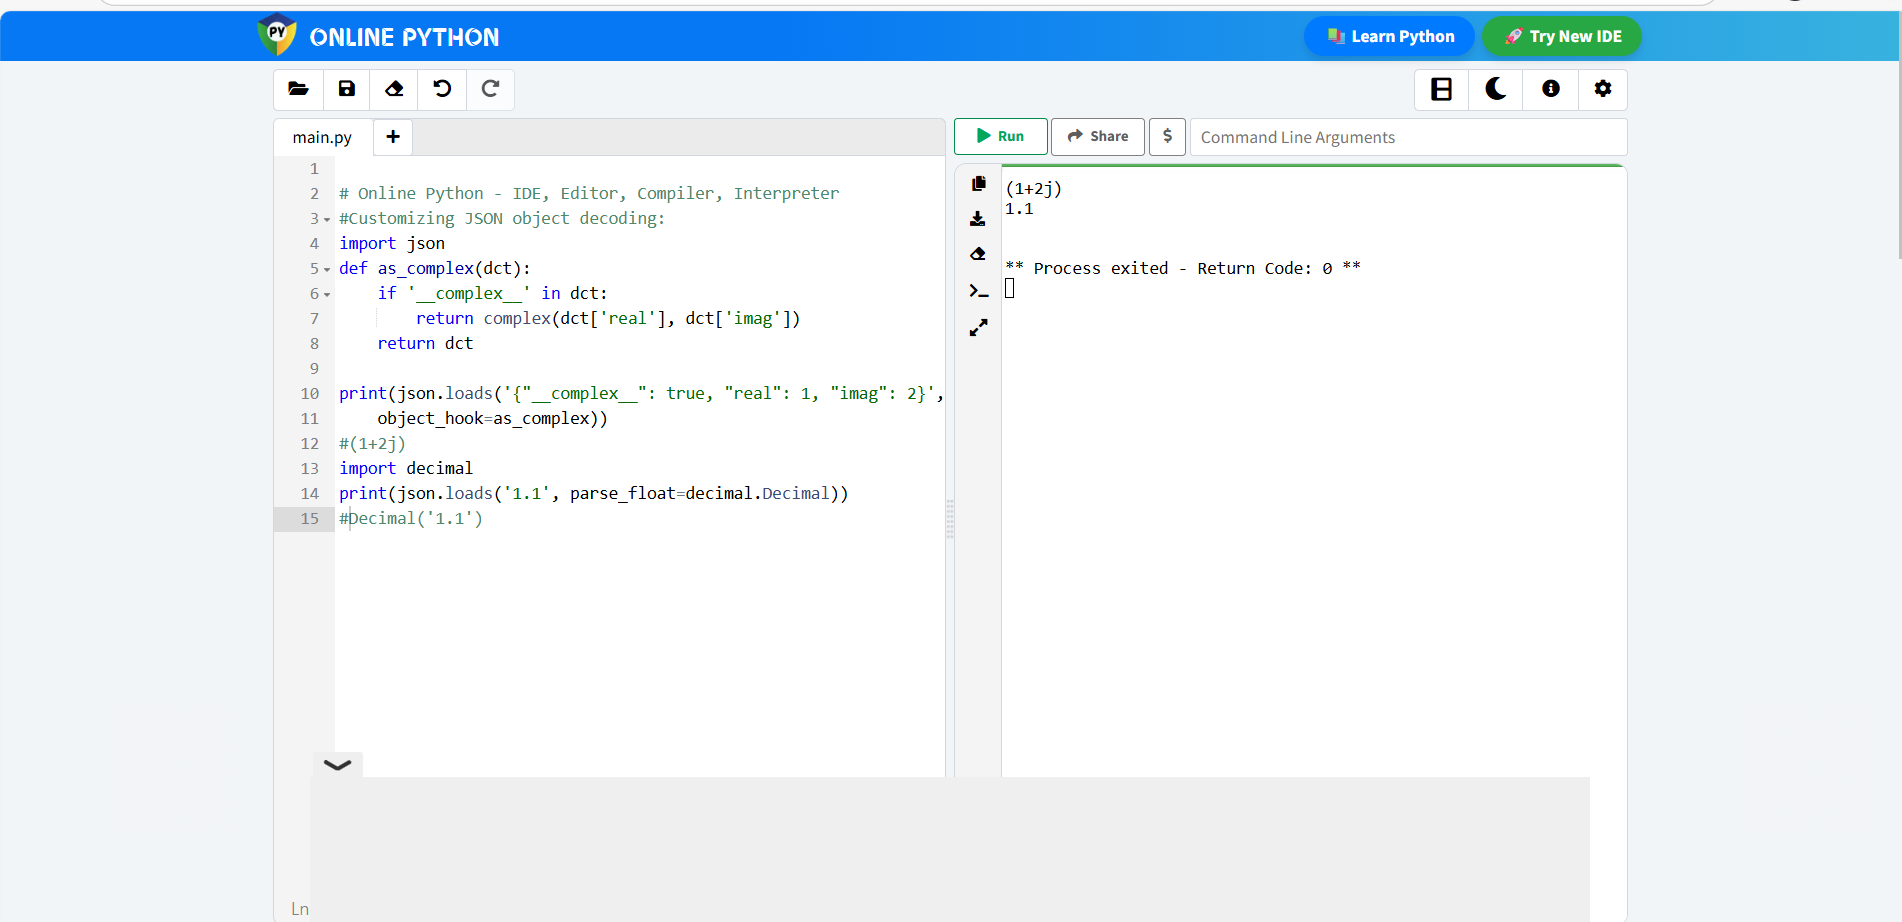 PY ONLINE PYTHON
Learn Python
Try New IDE
main.py
+
Run
Share
$
Command Line Arguments
1
2 # Online Python - IDE, Editor, Compiler, Interpreter
3 #Customizing JSON object decoding:
4 import json
5 def as_complex(dct):
6     if '__complex__' in dct:
7         return complex(dct['real'], dct['imag'])
8     return dct
9
10 print(json.loads('{"__complex__": true, "real": 1, "imag": 2}',
11     object_hook=as_complex))
12 #(1+2j)
13 import decimal
14 print(json.loads('1.1', parse_float=decimal.Decimal))
15 #Decimal('1.1')
Ln
(1+2j)
1.1
** Process exited - Return Code: 0 **